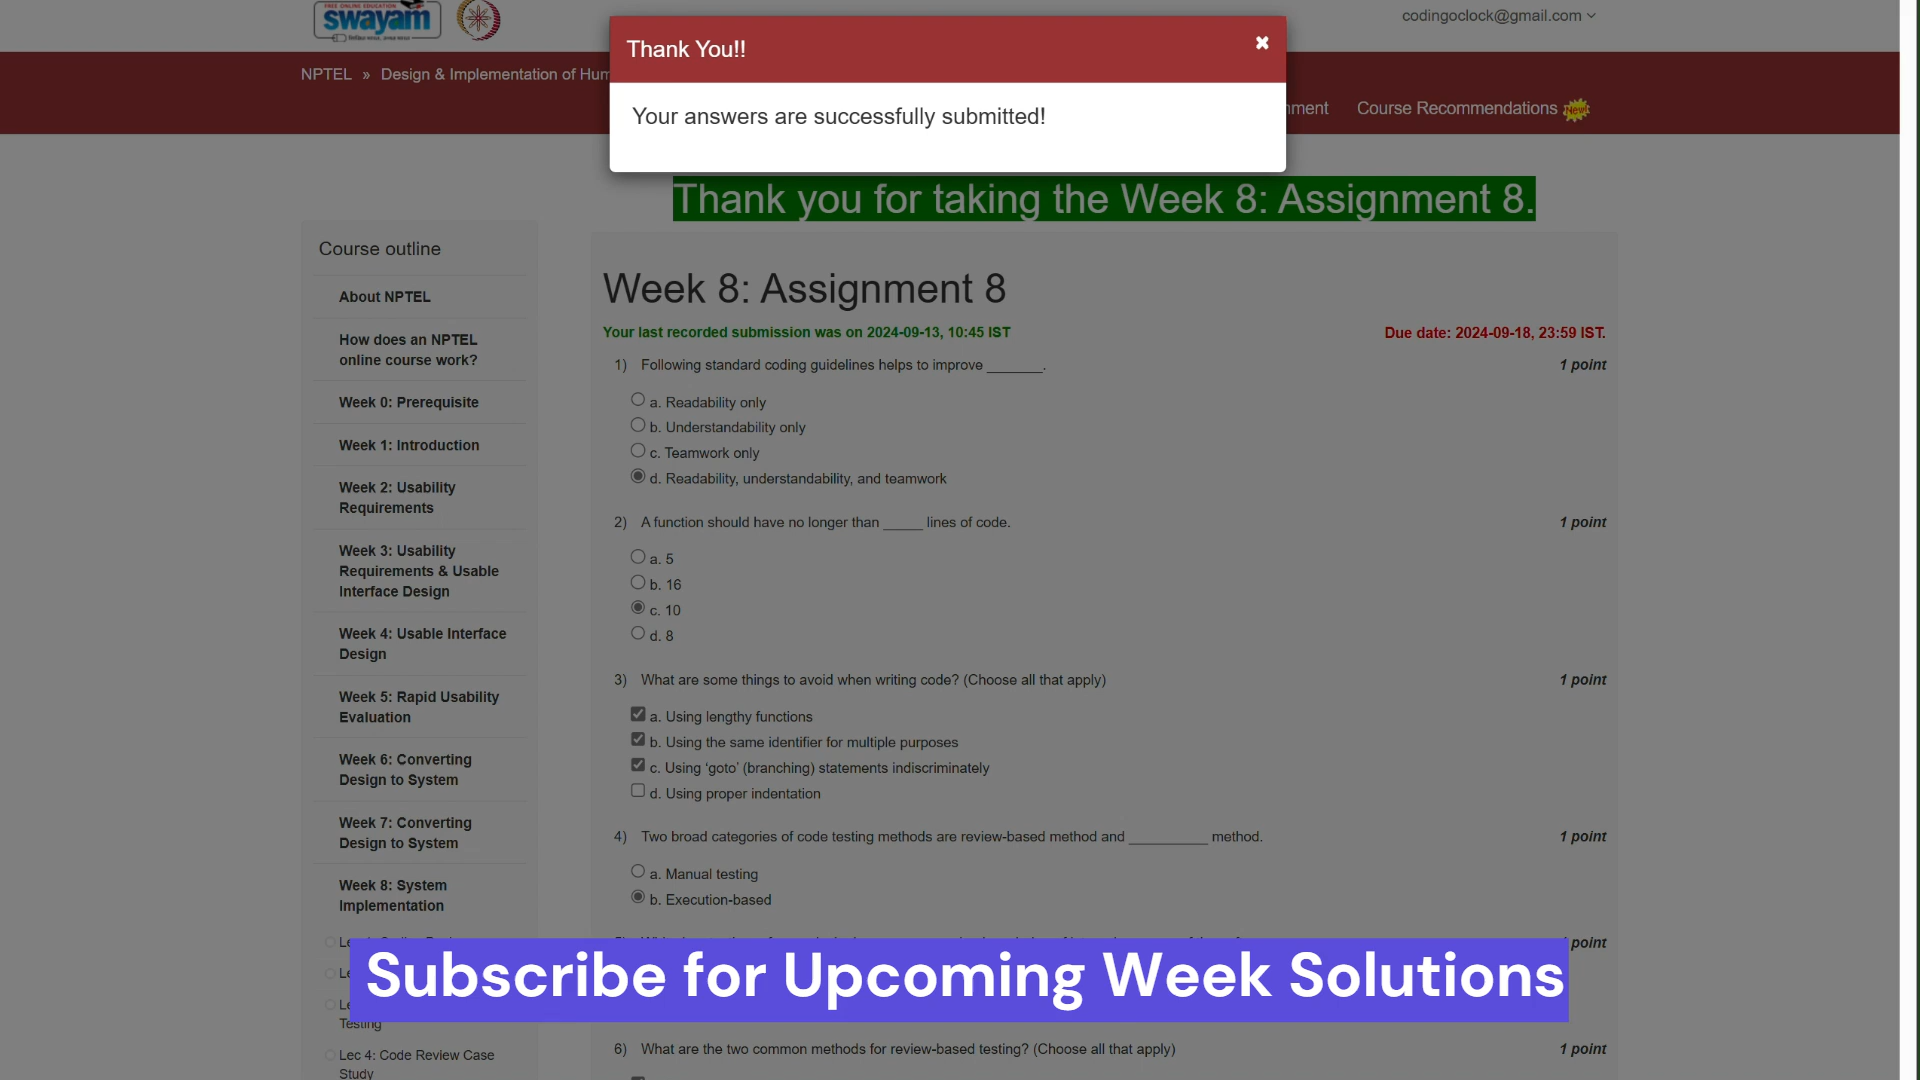 FREE ONLINE EDUCATION
swayam
codingoclock@gmail.com
Thank You!!
Your answers are successfully submitted!
NPTEL » Design & Implementation of Hum
nment Course Recommendations
Thank you for taking the Week 8: Assignment 8.
Course outline
About NPTEL
How does an NPTEL
online course work?
Week 0: Prerequisite
Week 1: Introduction
Week 2: Usability
Requirements
Week 3: Usability
Requirements & Usable
Interface Design
Week 4: Usable Interface
Design
Week 5: Rapid Usability
Evaluation
Week 6: Converting
Design to System
Week 7: Converting
Design to System
Week 8: System
Implementation
Le
Le
Le
Testing
Lec 4: Code Review Case
Study
Week 8: Assignment 8
Your last recorded submission was on 2024-09-13, 10:45 IST Due date: 2024-09-18, 23:59 IST.
1) Following standard coding guidelines helps to improve _______. 1 point
a. Readability only
b. Understandability only
c. Teamwork only
d. Readability, understandability, and teamwork
2) A function should have no longer than _____ lines of code. 1 point
a. 5
b. 16
c. 10
d. 8
3) What are some things to avoid when writing code? (Choose all that apply) 1 point
a. Using lengthy functions
b. Using the same identifier for multiple purposes
c. Using ‘goto’ (branching) statements indiscriminately
d. Using proper indentation
4) Two broad categories of code testing methods are review-based method and __________ method. 1 point
a. Manual testing
b. Execution-based
point
Subscribe for Upcoming Week Solutions
6) What are the two common methods for review-based testing? (Choose all that apply) 1 point